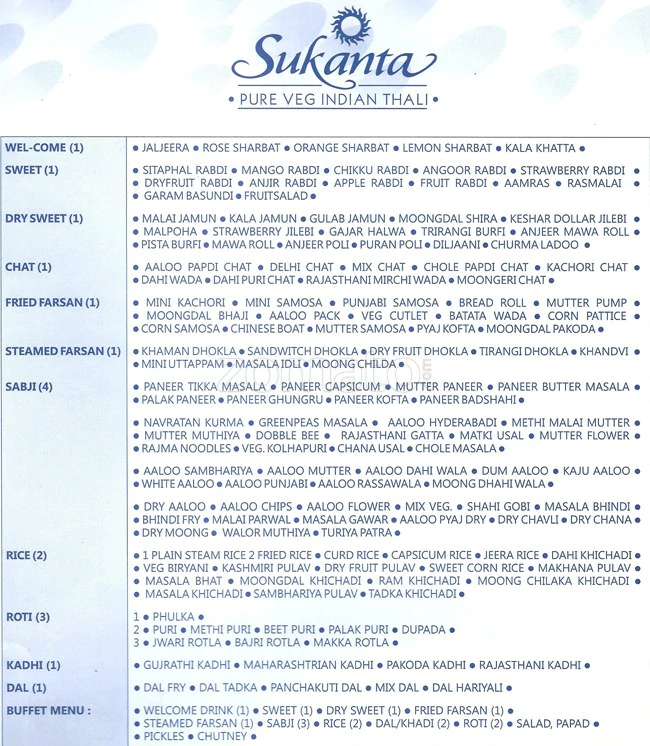 Sukanta
• PURE VEG INDIAN THALI •
WEL-COME (1) • JALJEERA • ROSE SHARBAT • ORANGE SHARBAT • LEMON SHARBAT • KALA KHATTA •
SWEET (1) • SITAPHAL RABDI • MANGO RABDI • CHIKKU RABDI • ANGOOR RABDI • STRAWBERRY RABDI •
• DRYFRUIT RABDI • ANJIR RABDI • APPLE RABDI • FRUIT RABDI • AAMRAS • RASMALAI •
• GARAM BASUNDI • FRUITSALAD •
DRY SWEET (1) • MALAI JAMUN • KALA JAMUN • GULAB JAMUN • MOONGDAL SHIRA • KESHAR DOLLAR JILEBI •
• MALPOHA • STRAWBERRY JILEBI • GAJAR HALWA • TRIRANGI BURFI • ANJEER MAWA ROLL •
• PISTA BURFI • MAWA ROLL • ANJEER POLI • PURAN POLI • DILJAANI • CHURMA LADOO •
CHAT (1) • AALOO PAPDI CHAT • DELHI CHAT • MIX CHAT • CHOLE PAPDI CHAT • KACHORI CHAT •
• DAHI WADA • DAHI PURI CHAT • RAJASTHANI MIRCHI WADA • MOONGERI CHAT •
FRIED FARSAN (1) • MINI KACHORI • MINI SAMOSA • PUNJABI SAMOSA • BREAD ROLL • MUTTER PUMP •
• MOONGDAL BHAJI • AALOO PACK • VEG CUTLET • BATATA WADA • CORN PATTICE •
• CORN SAMOSA • CHINESE BOAT • MUTTER SAMOSA • PYAJ KOFTA • MOONGDAL PAKODA •
STEAMED FARSAN (1) • KHAMAN DHOKLA • SANDWITCH DHOKLA • DRY FRUIT DHOKLA • TIRANGI DHOKLA • KHANDVI •
• MINI UTTAPPAM • MASALA IDLI • MOONG CHILDA •
zomato.com
SABJI (4) • PANEER TIKKA MASALA • PANEER CAPSICUM • MUTTER PANEER • PANEER BUTTER MASALA •
• PALAK PANEER • PANEER GHUNGRU • PANEER KOFTA • PANEER BADSHAHI •
• NAVRATAN KURMA • GREENPEAS MASALA • AALOO HYDERABADI • METHI MALAI MUTTER •
• MUTTER MUTHIYA • DOBBLE BEE • RAJASTHANI GATTA • MATKI USAL • MUTTER FLOWER •
• RAJMA NOODLES • VEG. KOLHAPURI • CHANA USAL • CHOLE MASALA •
• AALOO SAMBHARIYA • AALOO MUTTER • AALOO DAHI WALA • DUM AALOO • KAJU AALOO •
• WHITE AALOO • AALOO PUNJABI • AALOO RASSAWALA • MOONG DHAHI WALA •
• DRY AALOO • AALOO CHIPS • AALOO FLOWER • MIX VEG. • SHAHI GOBI • MASALA BHINDI •
• BHINDI FRY • MALAI PARWAL • MASALA GAWAR • AALOO PYAJ DRY • DRY CHAVLI • DRY CHANA •
• DRY MOONG • WALOR MUTHIYA • TURIYA PATRA •
RICE (2) • 1 PLAIN STEAM RICE 2 FRIED RICE • CURD RICE • CAPSICUM RICE • JEERA RICE • DAHI KHICHADI •
• VEG BIRYANI • KASHMIRI PULAV • DRY FRUIT PULAV • SWEET CORN RICE • MAKHANA PULAV •
• MASALA BHAT • MOONGDAL KHICHADI • RAM KHICHADI • MOONG CHILAKA KHICHADI •
• MASALA KHICHADI • SAMBHARIYA PULAV • TADKA KHICHADI •
ROTI (3) 1 • PHULKA •
2 • PURI • METHI PURI • BEET PURI • PALAK PURI • DUPADA •
3 • JWARI ROTLA • BAJRI ROTLA • MAKKA ROTLA •
KADHI (1) • GUJRATHI KADHI • MAHARASHTRIAN KADHI • PAKODA KADHI • RAJASTHANI KADHI •
DAL (1) • DAL FRY • DAL TADKA • PANCHAKUTI DAL • MIX DAL • DAL HARIYALI •
BUFFET MENU : • WELCOME DRINK (1) • SWEET (1) • DRY SWEET (1) • FRIED FARSAN (1) •
• STEAMED FARSAN (1) • SABJI (3) • RICE (2) • DAL/KHADI (2) • ROTI (2) • SALAD, PAPAD •
• PICKLES • CHUTNEY •